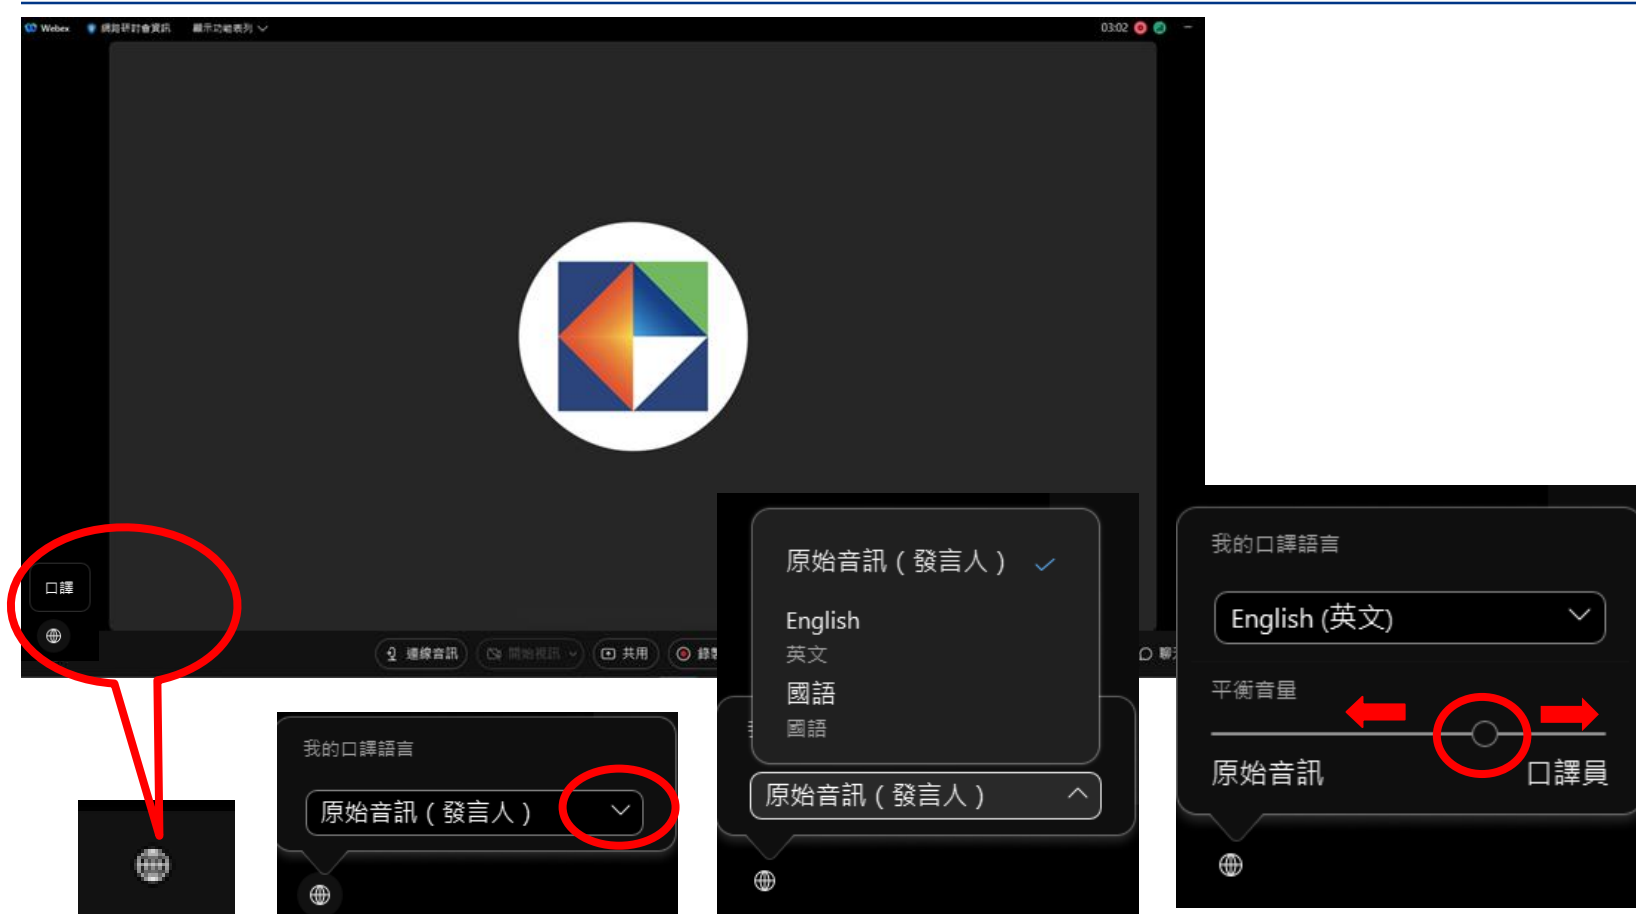 Webex 網路研討會資訊 顯示功能表列
03:02
口譯
連線音訊 開始視訊 共用 錄製
聊天
我的口譯語言
原始音訊（發言人）
原始音訊（發言人）
English
英文
國語
國語
原始音訊（發言人）
我的口譯語言
English (英文)
平衡音量
原始音訊 口譯員